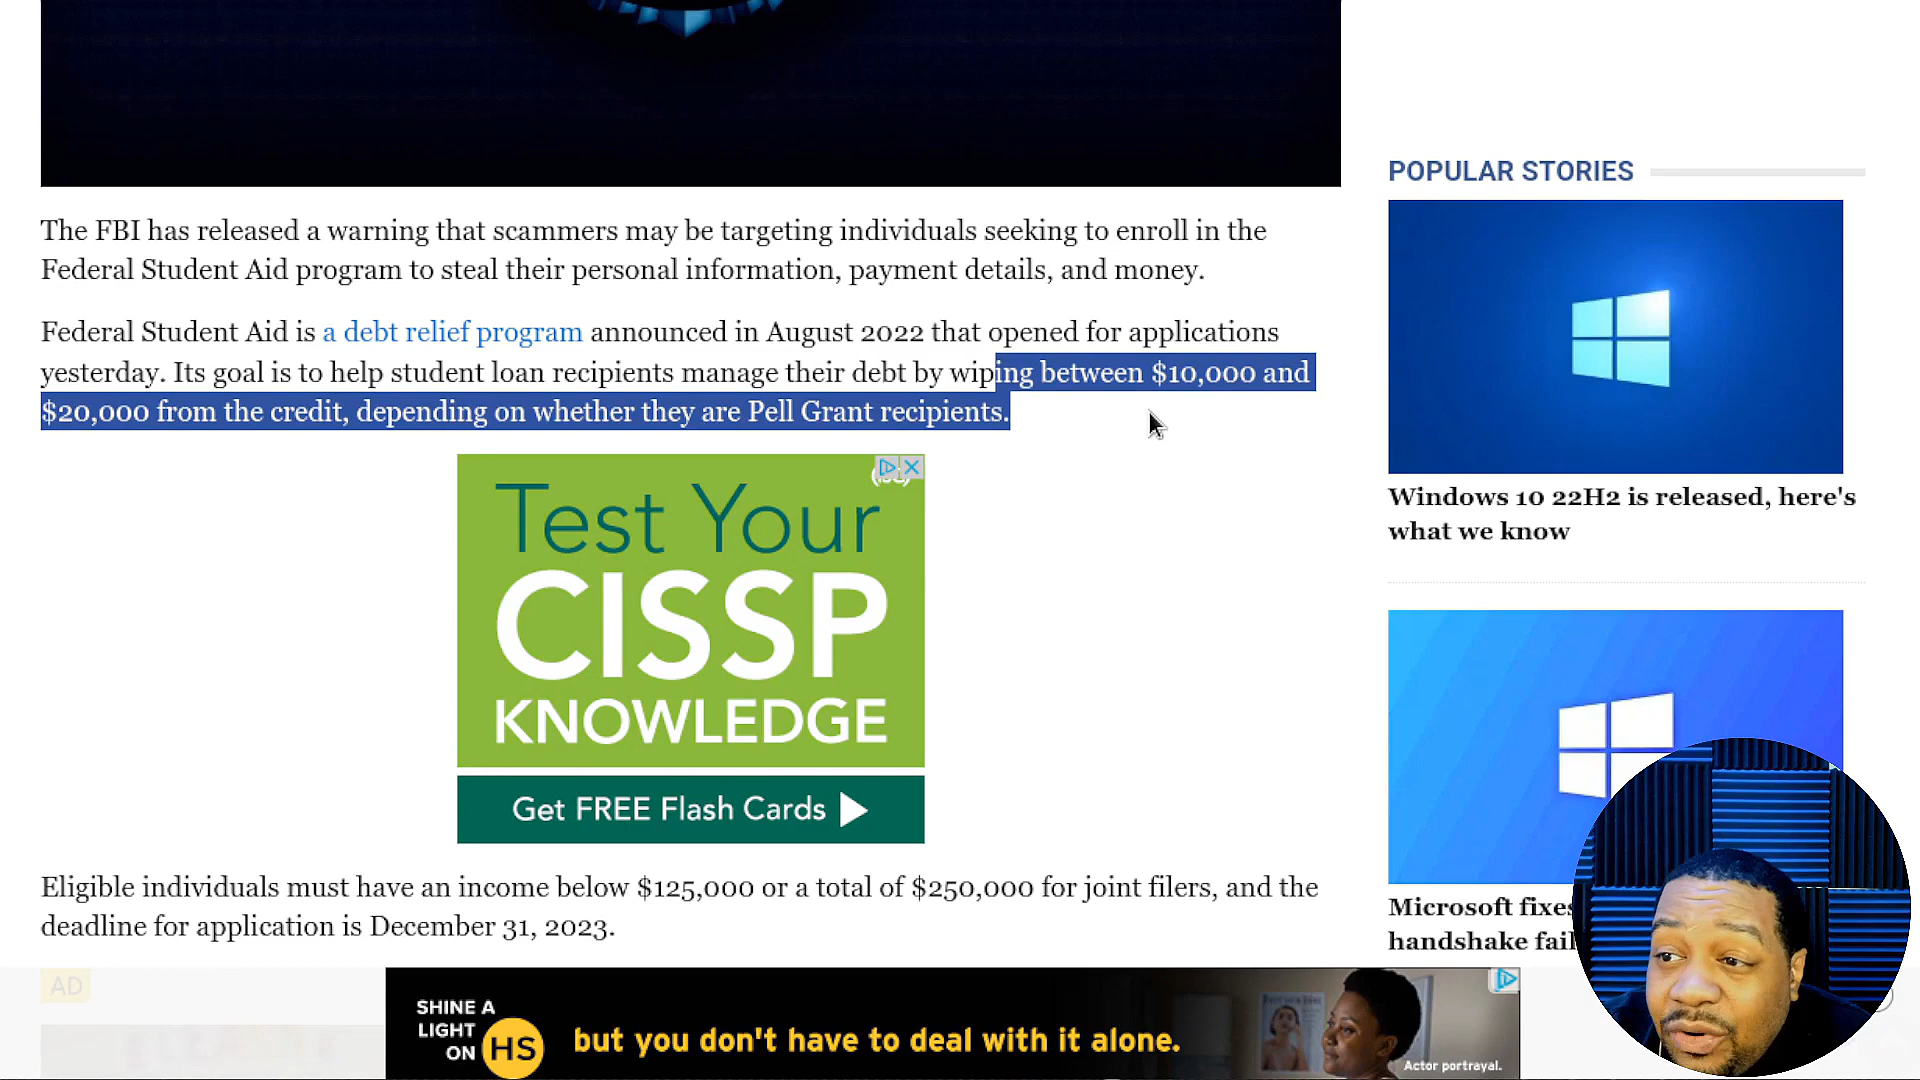 The FBI has released a warning that scammers may be targeting individuals seeking to enroll in the
Federal Student Aid program to steal their personal information, payment details, and money.
Federal Student Aid is a debt relief program announced in August 2022 that opened for applications
yesterday. Its goal is to help student loan recipients manage their debt by wiping between $10,000 and
$20,000 from the credit, depending on whether they are Pell Grant recipients.
Test Your
CISSP
KNOWLEDGE
Get FREE Flash Cards
Eligible individuals must have an income below $125,000 or a total of $250,000 for joint filers, and the
deadline for application is December 31, 2023.
POPULAR STORIES
Windows 10 22H2 is released, here's
what we know
Microsoft fixes
handshake fail
AD
SHINE A
LIGHT
ON HS
but you don't have to deal with it alone.
Actor portrayal.